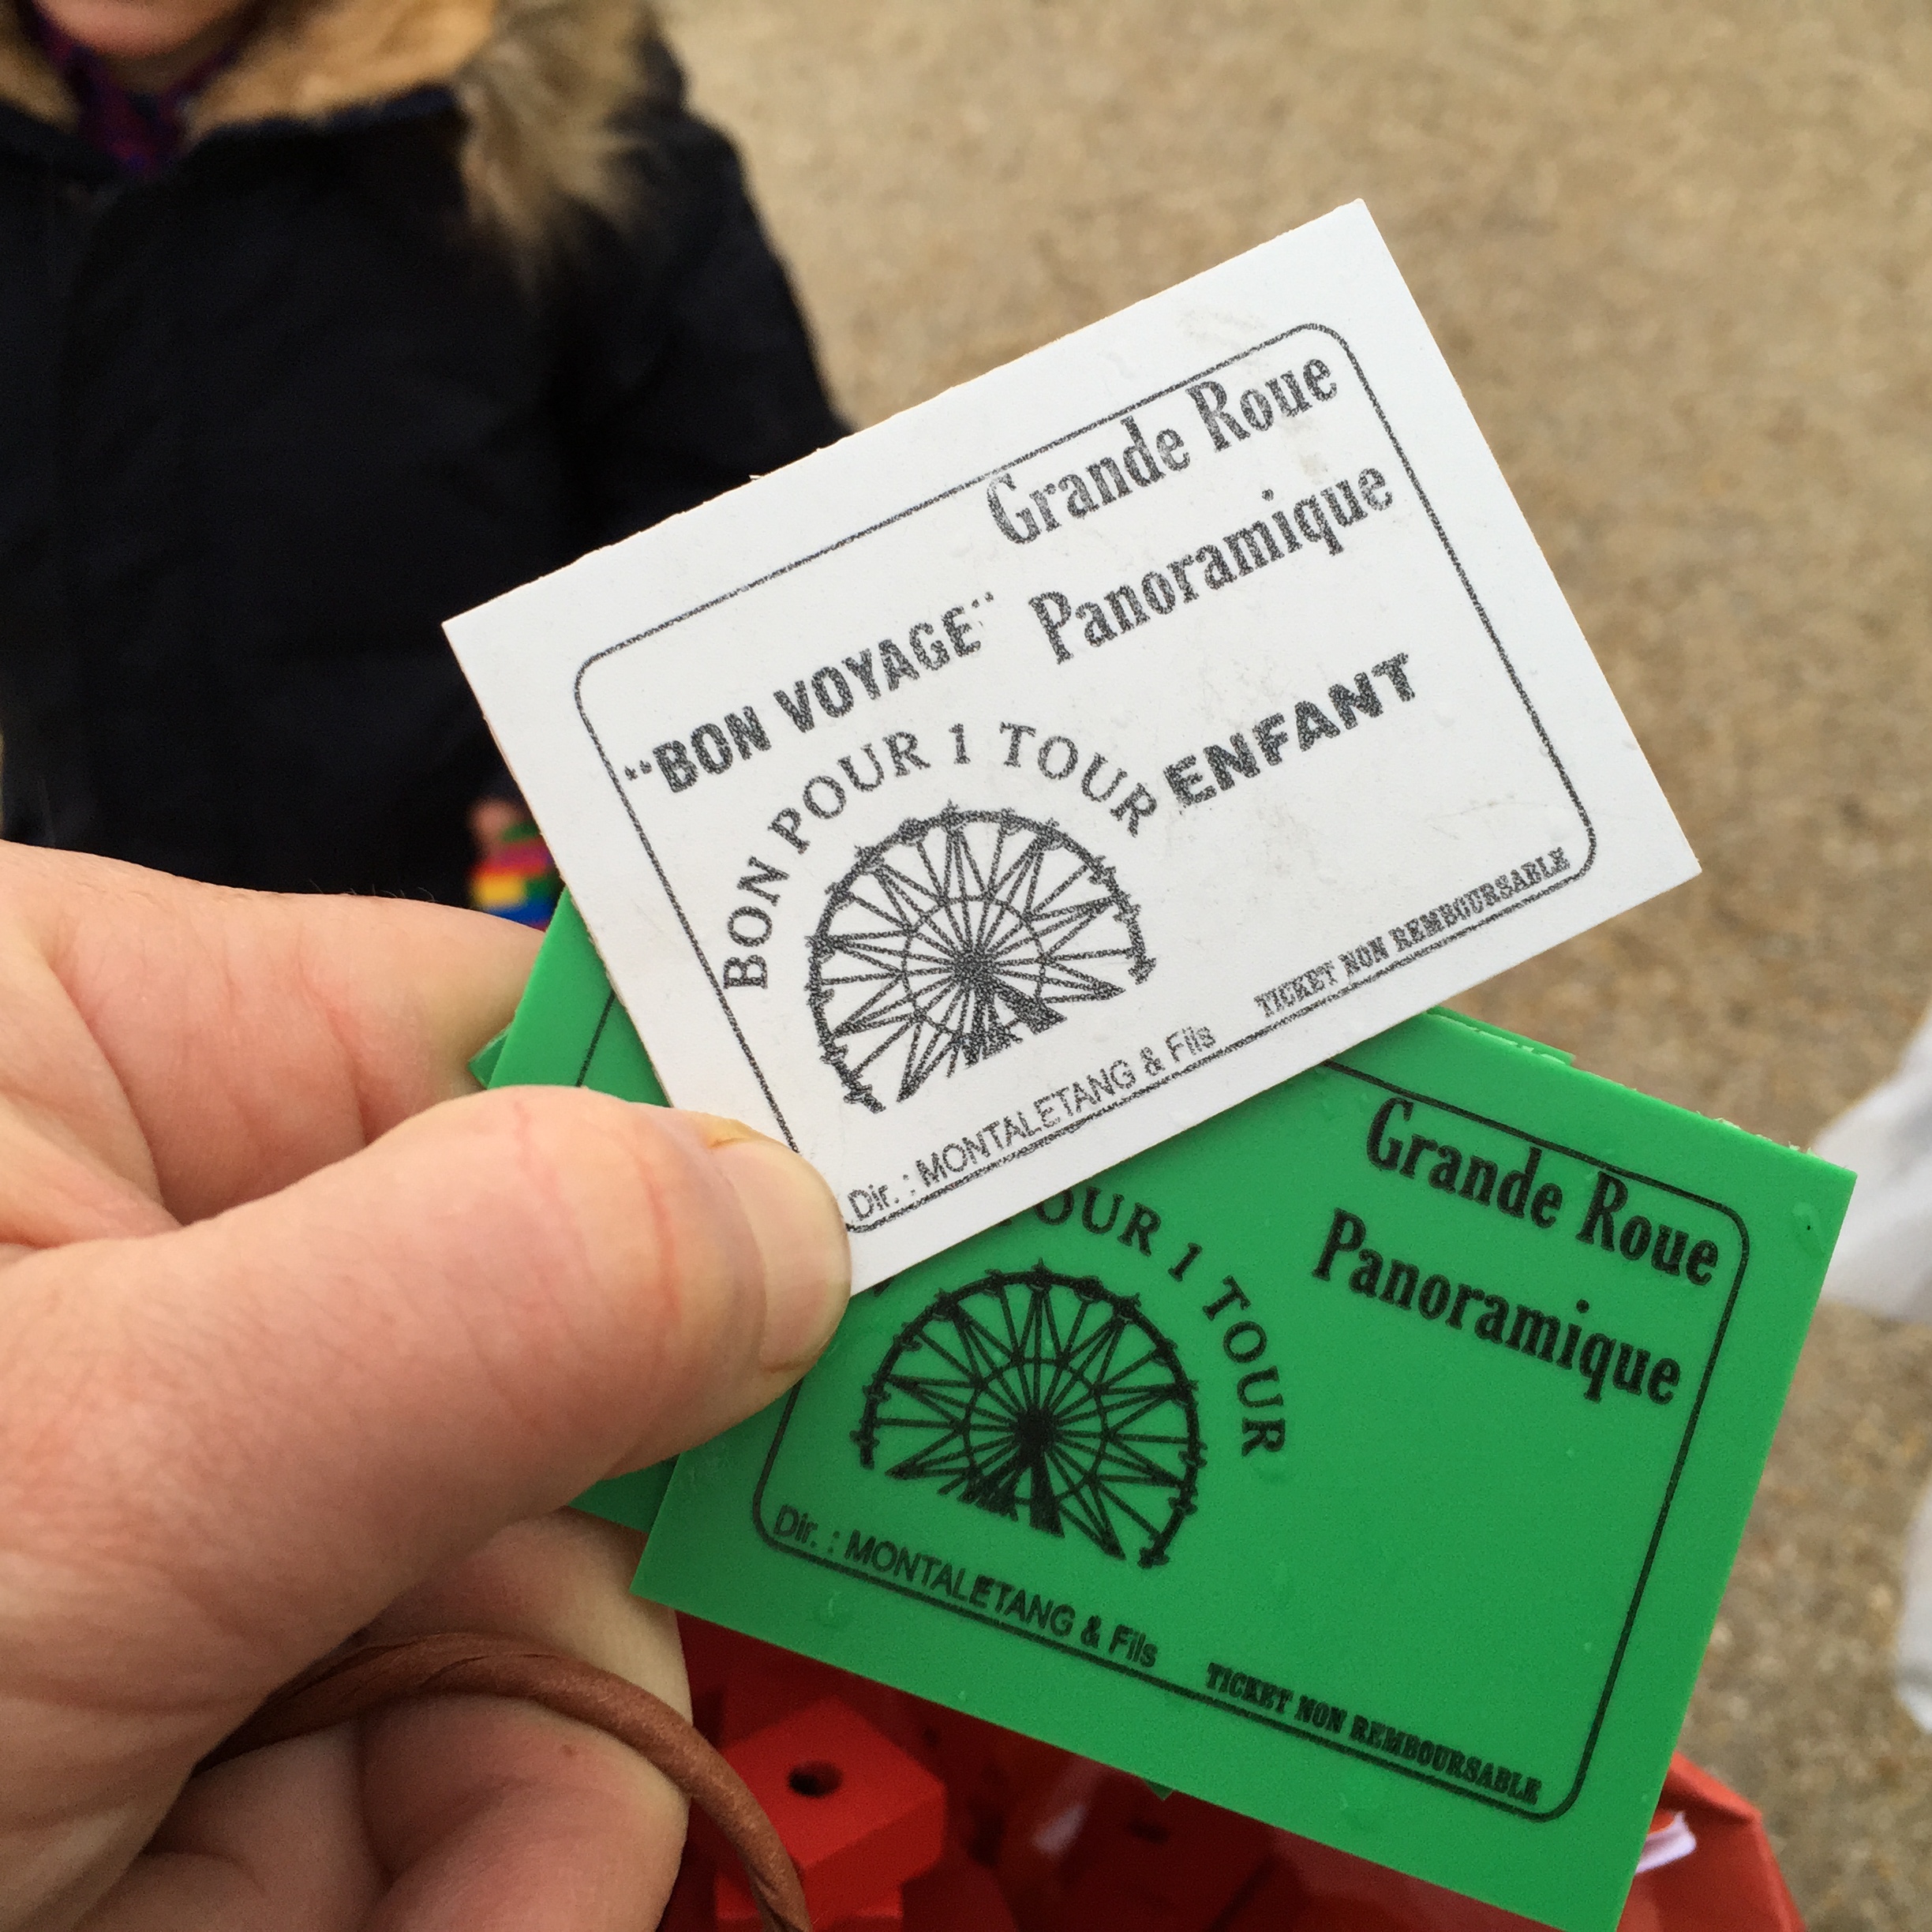 Grande Roue
"BON VOYAGE" Panoramique
BON POUR 1 TOUR ENFANT
Dir. : MONTALETANG & Fils TICKET NON REMBOURSABLE
Grande Roue
Panoramique
POUR 1 TOUR
Dir. : MONTALETANG & Fils TICKET NON REMBOURSABLE